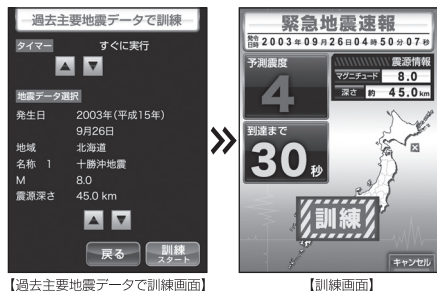 過去主要地震データで訓練
タイマー すぐに実行
地震データ選択
発生日 2003年(平成15年)
9月26日
地域 北海道
名称 1 十勝沖地震
M 8.0
震源深さ 45.0 km
戻る
訓練
スタート
【過去主要地震データで訓練画面】
緊急地震速報
発令日時 2003年09月26日04時50分07秒
予測震度
4
震源情報
マグニチュード 8.0
深さ 約 45.0km
到達まで
30秒
訓練
キャンセル
【訓練画面】